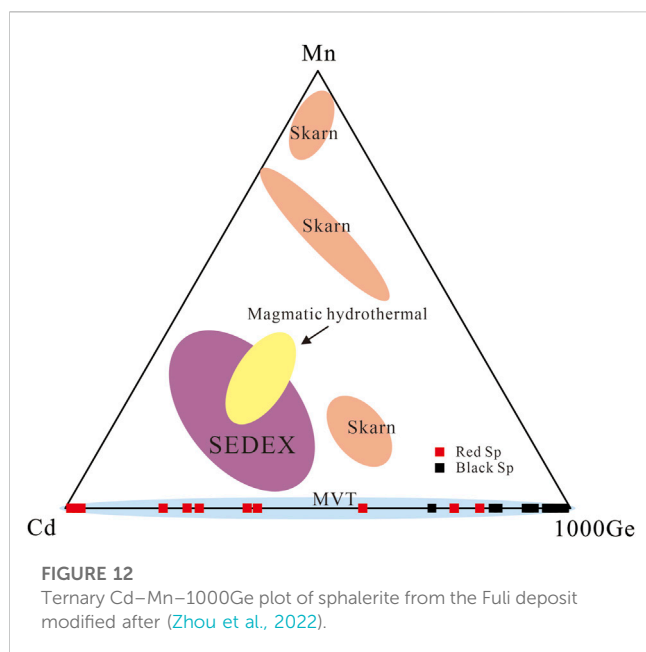 Mn
Skarn
Skarn
Magmatic hydrothermal
SEDEX
Skarn
Red Sp
Black Sp
MVT
Cd
1000Ge
FIGURE 12
Ternary Cd–Mn–1000Ge plot of sphalerite from the Fuli deposit
modified after (Zhou et al., 2022).